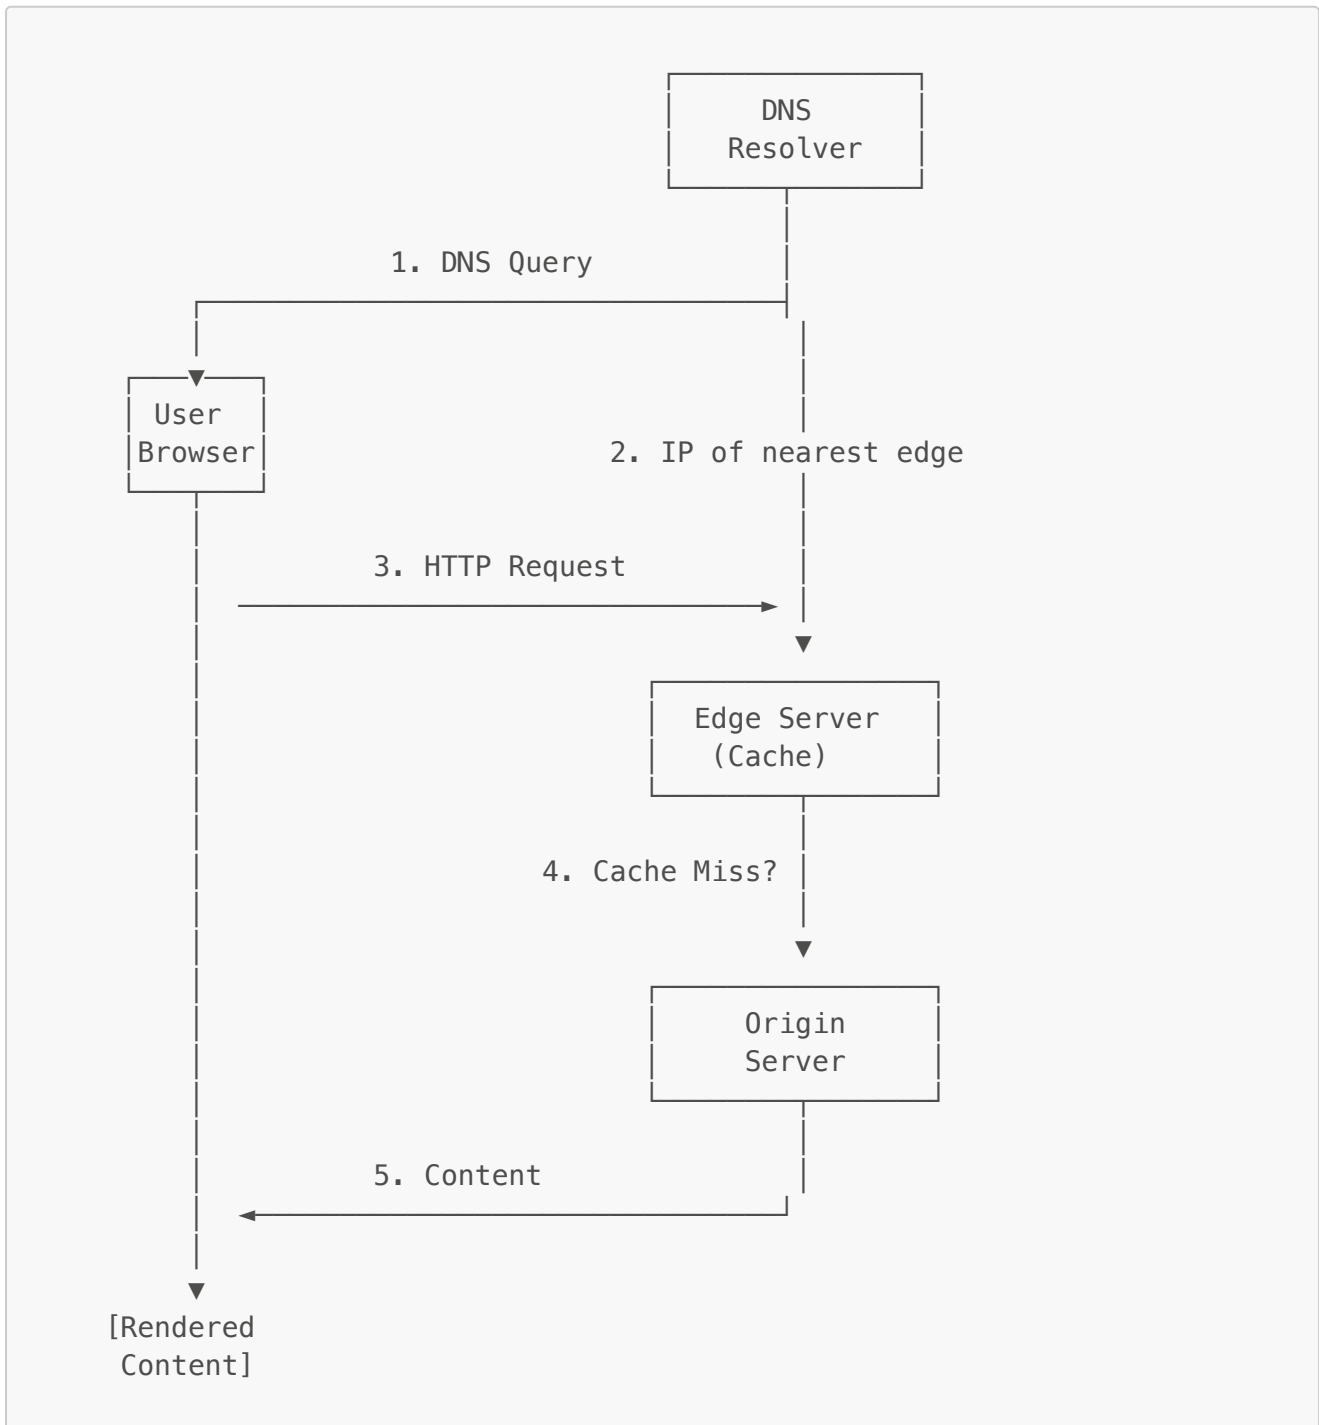 DNS
Resolver
1. DNS Query
User
Browser
2. IP of nearest edge
3. HTTP Request
Edge Server
(Cache)
4. Cache Miss?
Origin
Server
5. Content
[Rendered
Content]